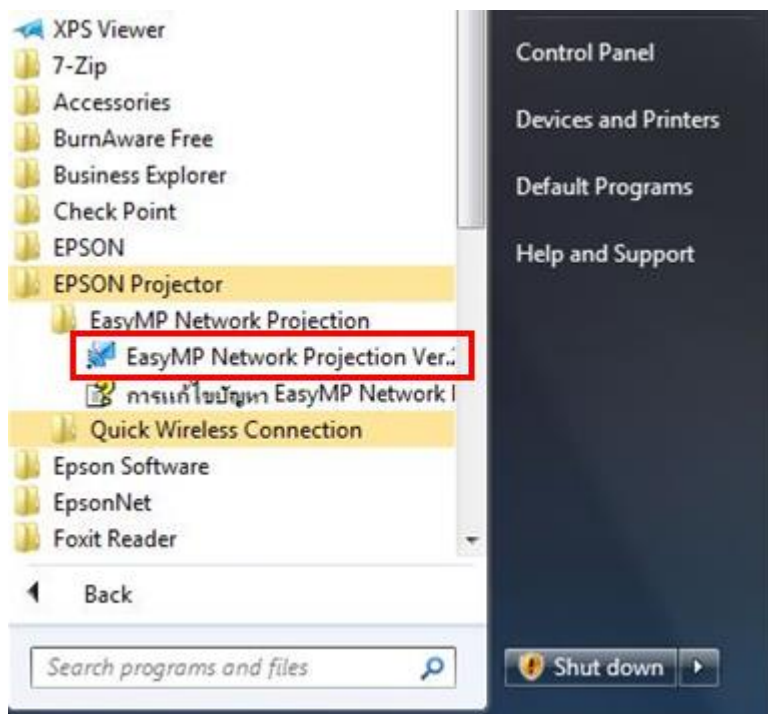 XPS Viewer
7-Zip
Accessories
BurnAware Free
Business Explorer
Check Point
EPSON
EPSON Projector
EasyMP Network Projection
EasyMP Network Projection Ver.2
การแก้ไขปัญหา EasyMP Network
Quick Wireless Connection
Epson Software
EpsonNet
Foxit Reader
Back
Search programs and files
Control Panel
Devices and Printers
Default Programs
Help and Support
Shut down